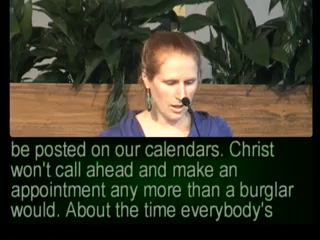 be posted on our calendars. Christ
won't call ahead and make an
appointment any more than a burglar
would. About the time everybody's